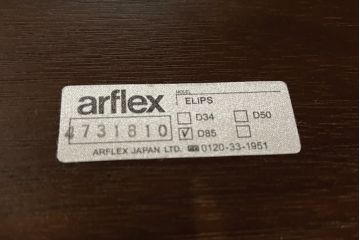 arflex
MODEL
ELIPS
D34 D50
4731810
D85
ARFLEX JAPAN LTD. 0120-33-1951